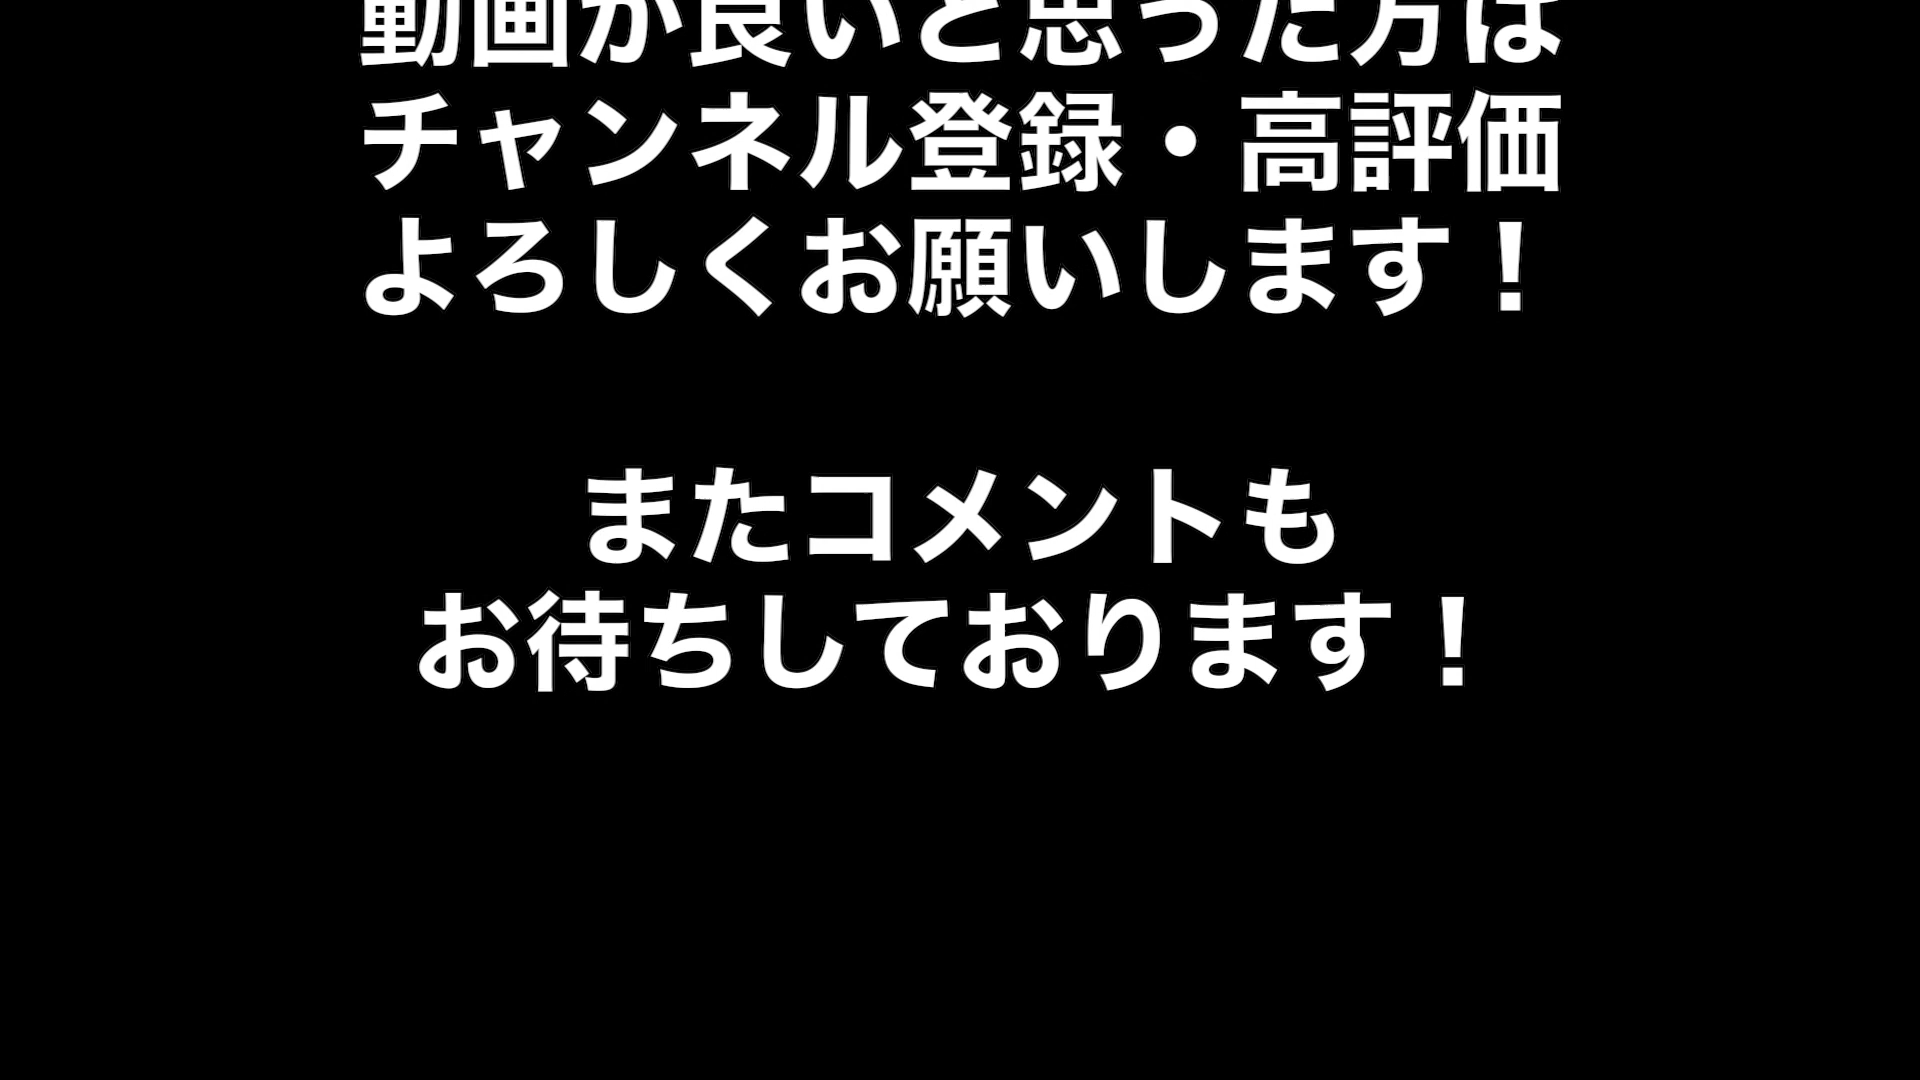 動画が良いと思った方は
チャンネル登録・高評価
よろしくお願いします！
またコメントも
お待ちしております！